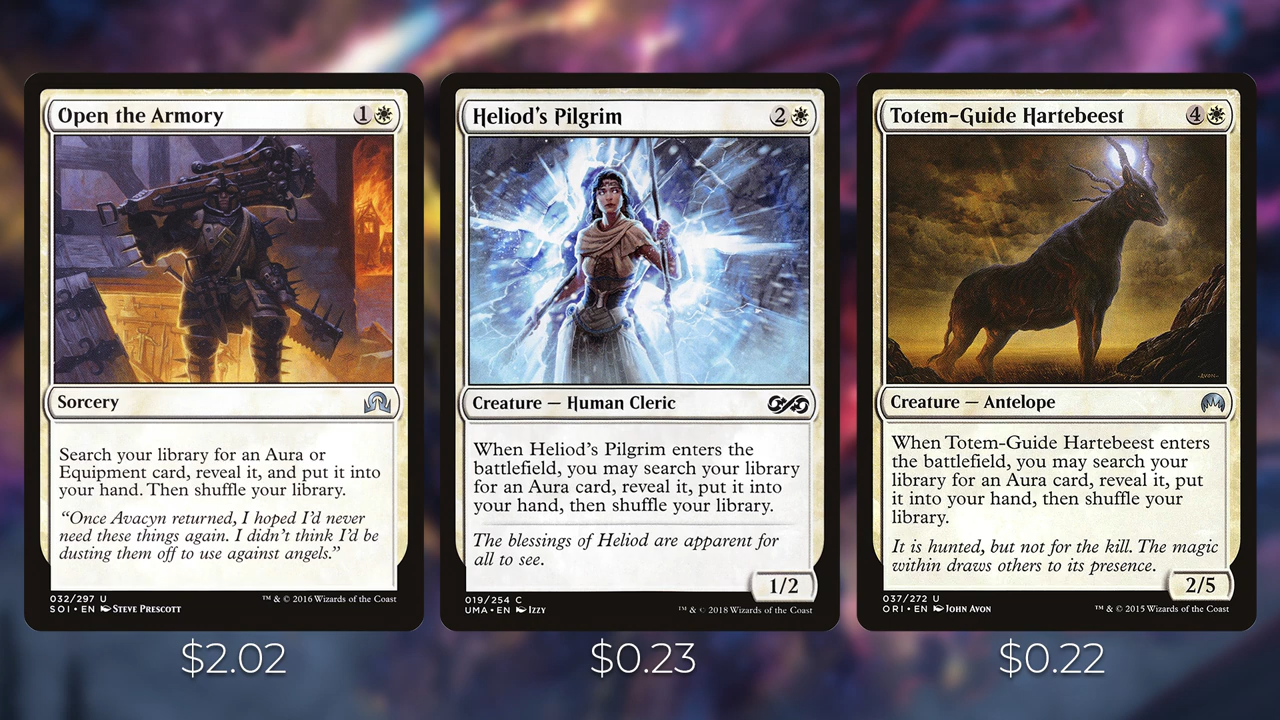 Open the Armory 1
Sorcery
Search your library for an Aura or
Equipment card, reveal it, and put it into
your hand. Then shuffle your library.
“Once Avacyn returned, I hoped I’d never
need these things again. I didn’t think I’d be
dusting them off to use against angels.”
032/297 U
SOI • EN Steve Prescott
™ & © 2016 Wizards of the Coast
$2.02
Heliod’s Pilgrim 2
Creature — Human Cleric
When Heliod’s Pilgrim enters the
battlefield, you may search your library
for an Aura card, reveal it, put it into
your hand, then shuffle your library.
The blessings of Heliod are apparent for
all to see.
1/2
019/254 C
UMA • EN Izzy
™ & © 2018 Wizards of the Coast
$0.23
Totem-Guide Hartebeest 4
Creature — Antelope
When Totem-Guide Hartebeest enters
the battlefield, you may search your
library for an Aura card, reveal it, put
it into your hand, then shuffle your
library.
It is hunted, but not for the kill. The magic
within draws others to its presence.
2/5
037/272 U
ORI • EN John Avon
™ & © 2015 Wizards of the Coast
$0.22